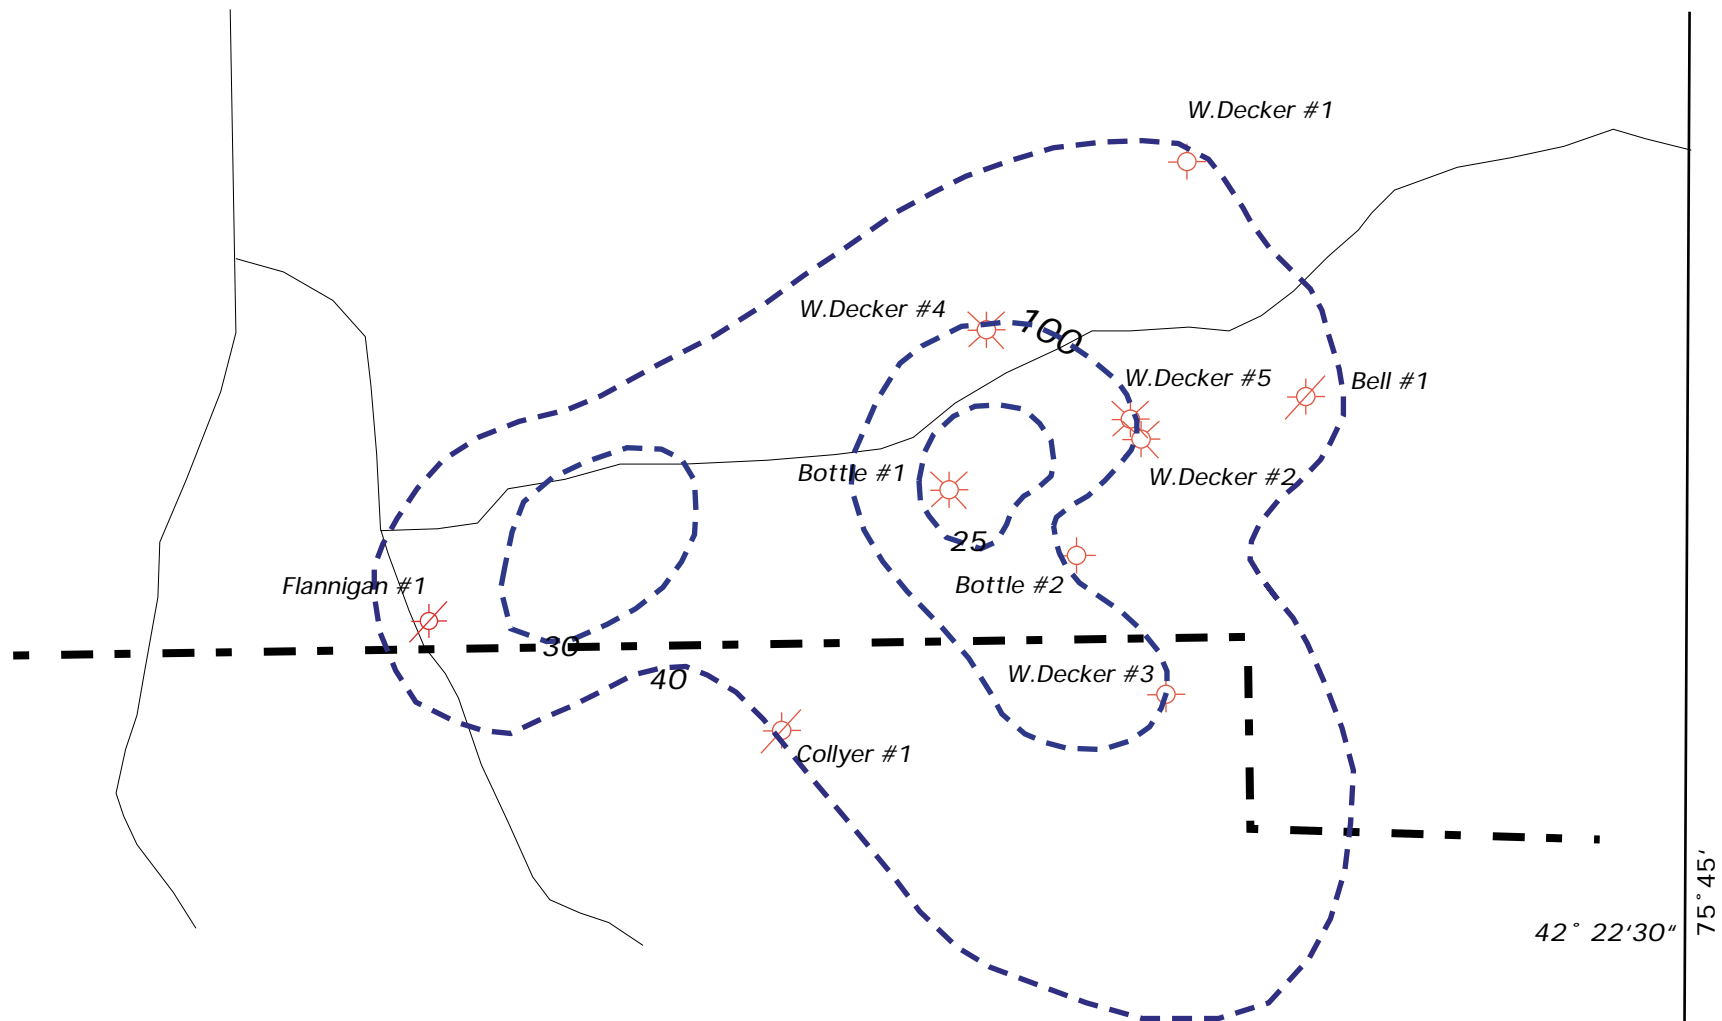 W.Decker #1
W.Decker #4
100
W.Decker #5
Bell #1
Bottle #1
W.Decker #2
25
Flannigan #1
Bottle #2
30
40
W.Decker #3
Collyer #1
42° 22'30"
75°45'